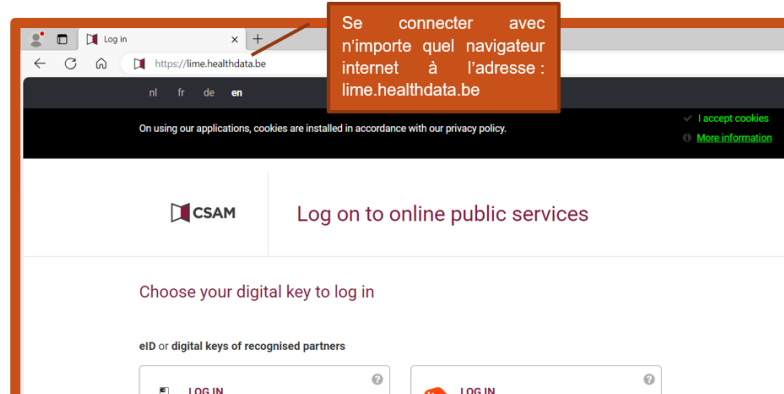 Log in
Se connecter avec
n'importe quel navigateur
internet à l'adresse :
lime.healthdata.be
https://lime.healthdata.be
nl fr de en
On using our applications, cookies are installed in accordance with our privacy policy.
I accept cookies
More information
CSAM
Log on to online public services
Choose your digital key to log in
eID or digital keys of recognised partners
LOG IN
LOG IN